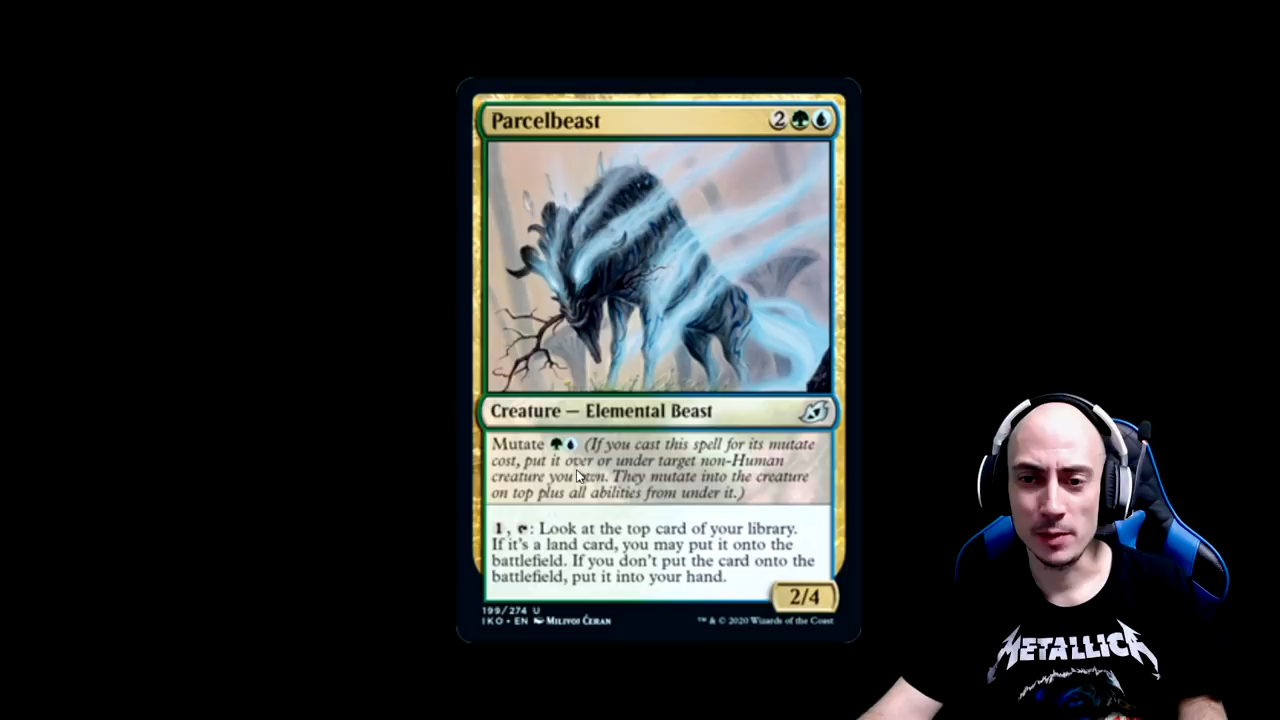 Parcelbeast 2
Creature — Elemental Beast
Mutate (If you cast this spell for its mutate
cost, put it over or under target non-Human
creature you own. They mutate into the creature
on top plus all abilities from under it.)
1, : Look at the top card of your library.
If it's a land card, you may put it onto the
battlefield. If you don't put the card onto the
battlefield, put it into your hand.
2/4
199/274 U
IKO • EN Milivoj Ćeran
™ & © 2020 Wizards of the Coast
METALLICA